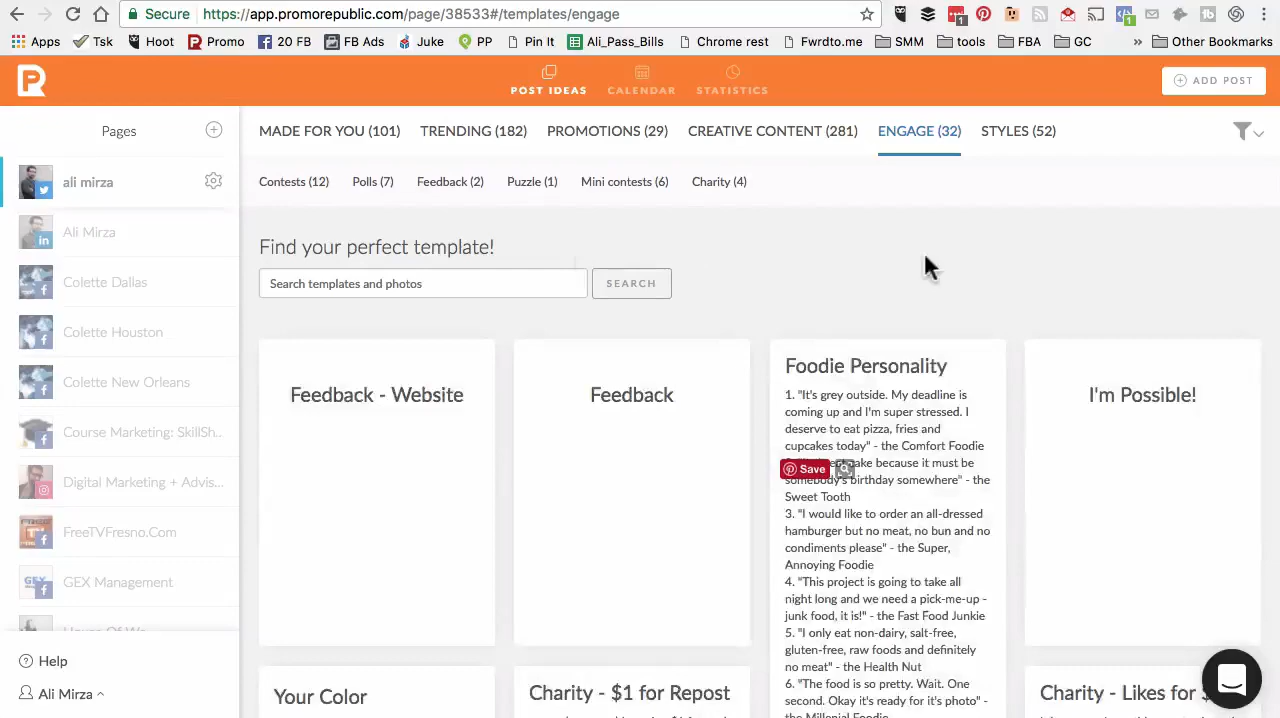 Secure https://app.promorepublic.com/page/38533#/templates/engage
Apps Tsk Hoot Promo 20 FB FB Ads Juke PP Pin It Ali_Pass_Bills Chrome rest Fwrdto.me SMM tools FBA GC » Other Bookmarks
POST IDEAS CALENDAR STATISTICS
ADD POST
Pages
MADE FOR YOU (101) TRENDING (182) PROMOTIONS (29) CREATIVE CONTENT (281) ENGAGE (32) STYLES (52)
Contests (12) Polls (7) Feedback (2) Puzzle (1) Mini contests (6) Charity (4)
ali mirza
Ali Mirza
Colette Dallas
Colette Houston
Colette New Orleans
Course Marketing: SkillSh..
Digital Marketing + Advis...
FreeTVFresno.Com
GEX Management
Help
Ali Mirza
Find your perfect template!
Search templates and photos SEARCH
Feedback - Website
Feedback
Foodie Personality
1. "It's grey outside. My deadline is
coming up and I'm super stressed. I
deserve to eat pizza, fries and
cupcakes today" - the Comfort Foodie
Save
because it must be
somebody's birthday somewhere" - the
Sweet Tooth
3. "I would like to order an all-dressed
hamburger but no meat, no bun and no
condiments please" - the Super,
Annoying Foodie
4. "This project is going to take all
night long and we need a pick-me-up -
junk food, it is!" - the Fast Food Junkie
5. "I only eat non-dairy, salt-free,
gluten-free, raw foods and definitely
no meat" - the Health Nut
6. "The food is so pretty. Wait. One
second. Okay it's ready for it's photo" -
the Millenial Foodie
I'm Possible!
Your Color
Charity - $1 for Repost
Charity - Likes for